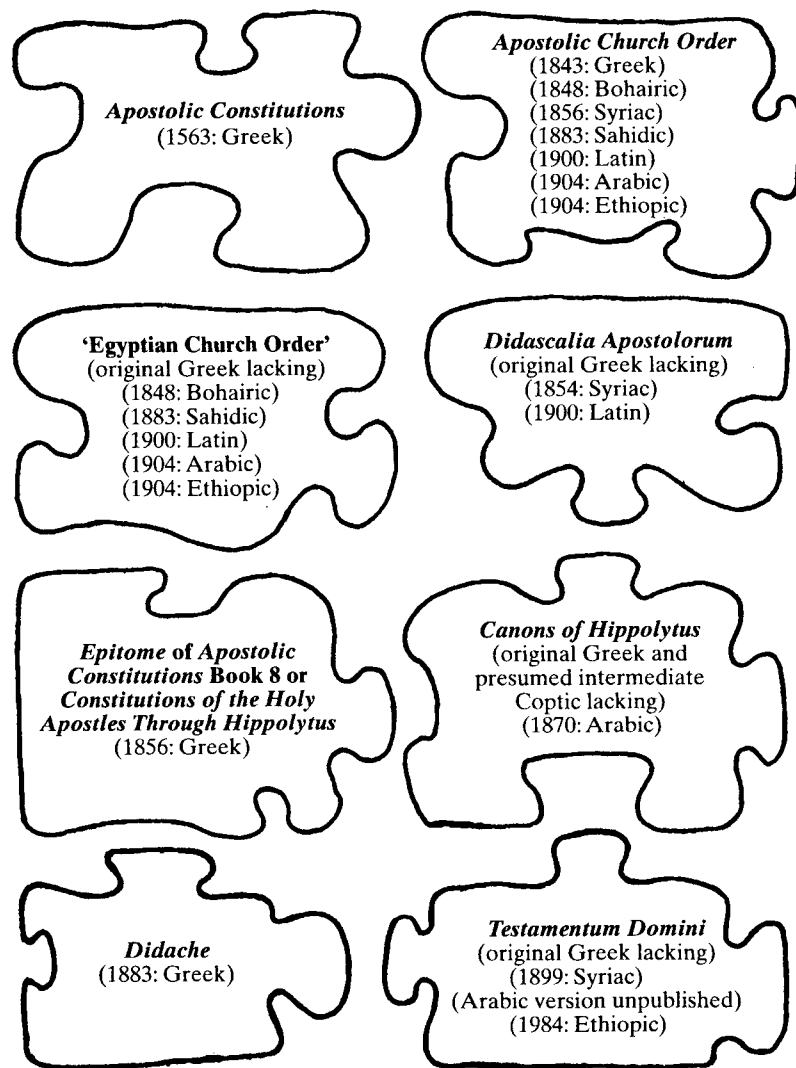 Apostolic Constitutions
(1563: Greek)
Apostolic Church Order
(1843: Greek)
(1848: Bohairic)
(1856: Syriac)
(1883: Sahidic)
(1900: Latin)
(1904: Arabic)
(1904: Ethiopic)
'Egyptian Church Order'
(original Greek lacking)
(1848: Bohairic)
(1883: Sahidic)
(1900: Latin)
(1904: Arabic)
(1904: Ethiopic)
Didascalia Apostolorum
(original Greek lacking)
(1854: Syriac)
(1900: Latin)
Epitome of Apostolic
Constitutions Book 8 or
Constitutions of the Holy
Apostles Through Hippolytus
(1856: Greek)
Canons of Hippolytus
(original Greek and
presumed intermediate
Coptic lacking)
(1870: Arabic)
Didache
(1883: Greek)
Testamentum Domini
(original Greek lacking)
(1899: Syriac)
(Arabic version unpublished)
(1984: Ethiopic)